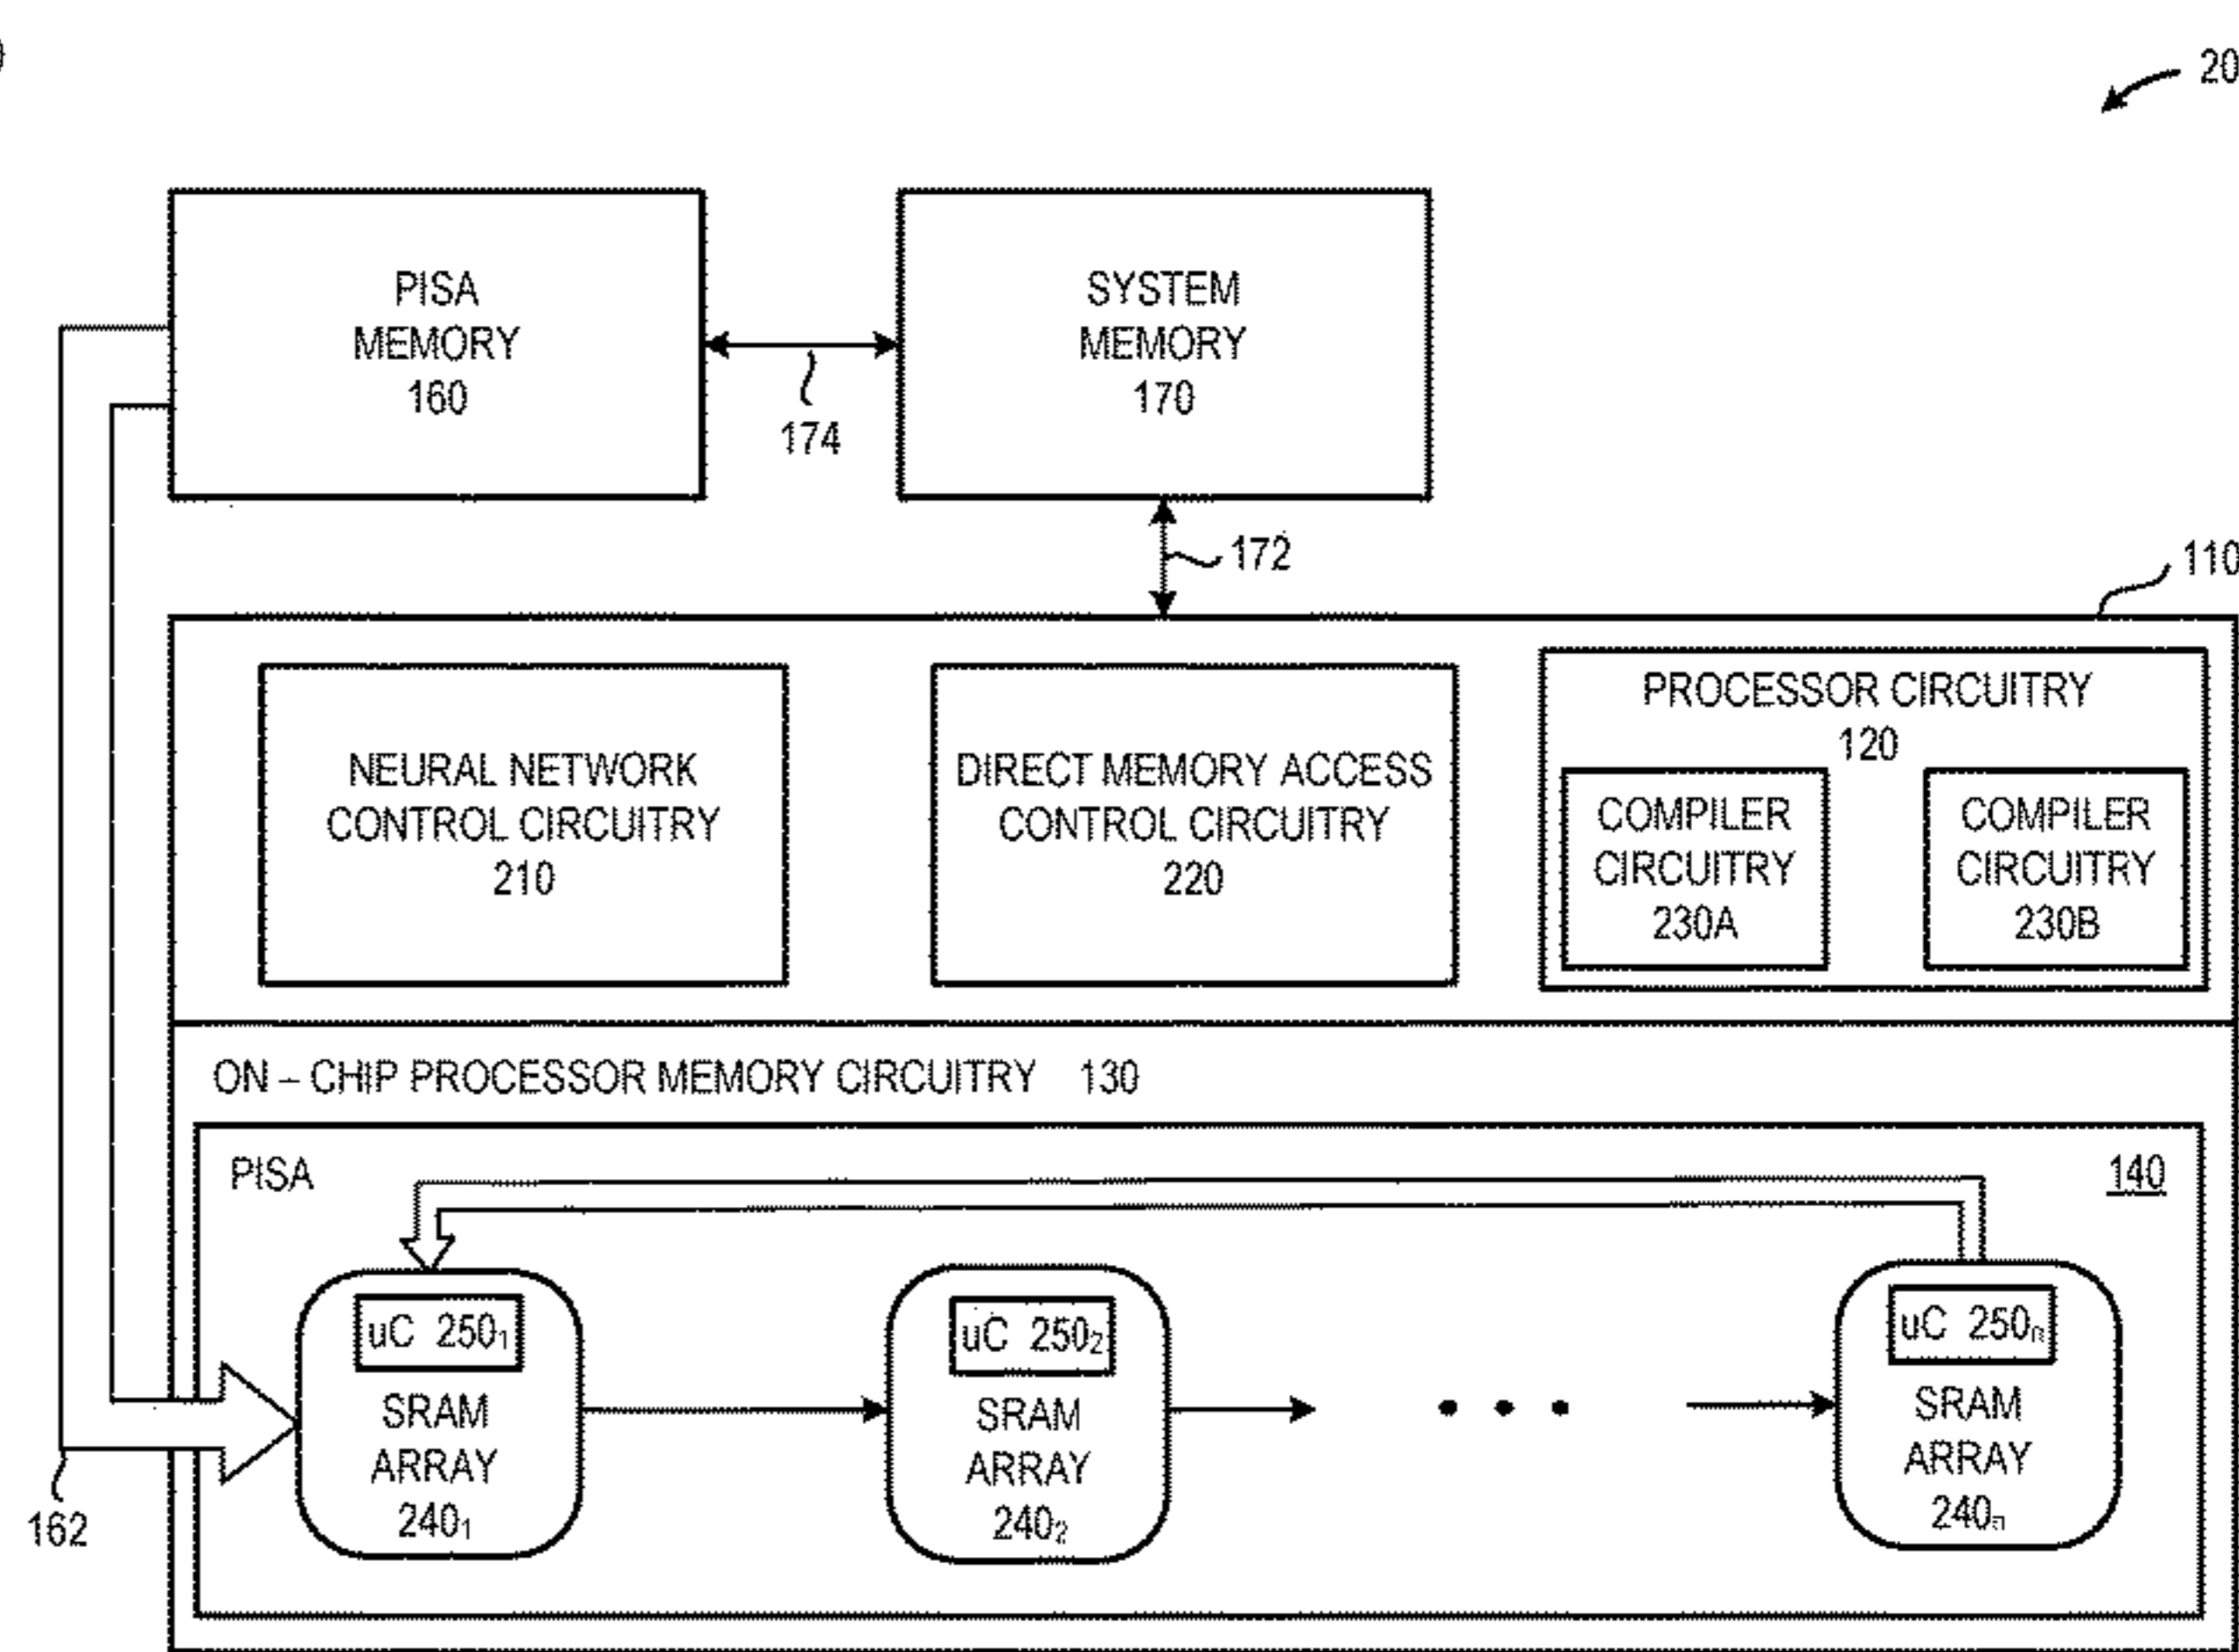 20
PISA
MEMORY
160
SYSTEM
MEMORY
170
174
172
110
PROCESSOR CIRCUITRY
120
NEURAL NETWORK
CONTROL CIRCUITRY
210
DIRECT MEMORY ACCESS
CONTROL CIRCUITRY
220
COMPILER
CIRCUITRY
230A
COMPILER
CIRCUITRY
230B
ON – CHIP PROCESSOR MEMORY CIRCUITRY 130
PISA
140
uC 250₁
SRAM
ARRAY
240₁
uC 250₂
SRAM
ARRAY
240₂
• • •
uC 250ₙ
SRAM
ARRAY
240ₙ
162